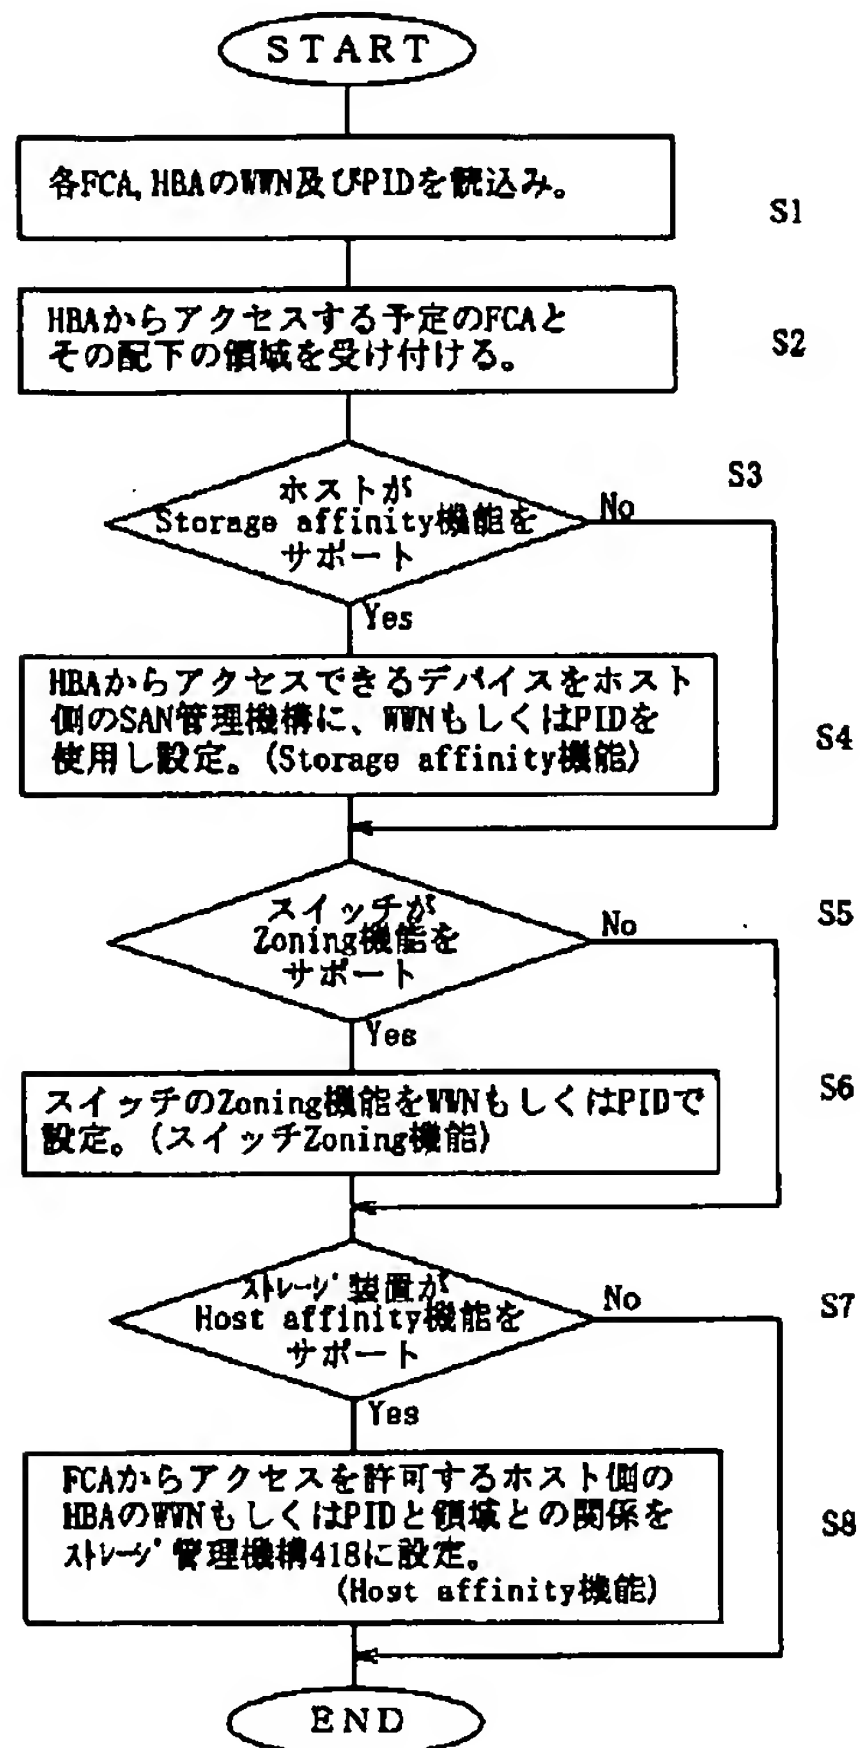 START
各FCA, HBAのWWN及びPIDを読込み。
S1
HBAからアクセスする予定のFCAと
その配下の領域を受け付ける。
S2
S3
ホストが
Storage affinity機能を
サポート
No
Yes
HBAからアクセスできるデバイスをホスト
側のSAN管理機構に、WWNもしくはPIDを
使用し設定。(Storage affinity機能)
S4
スイッチが
Zoning機能を
サポート
No
S5
Yes
スイッチのZoning機能をWWNもしくはPIDで
設定。(スイッチZoning機能)
S6
ｽﾄﾚｰｼﾞ装置が
Host affinity機能を
サポート
No
S7
Yes
FCAからアクセスを許可するホスト側の
HBAのWWNもしくはPIDと領域との関係を
ｽﾄﾚｰｼﾞ管理機構418に設定。
(Host affinity機能)
S8
END